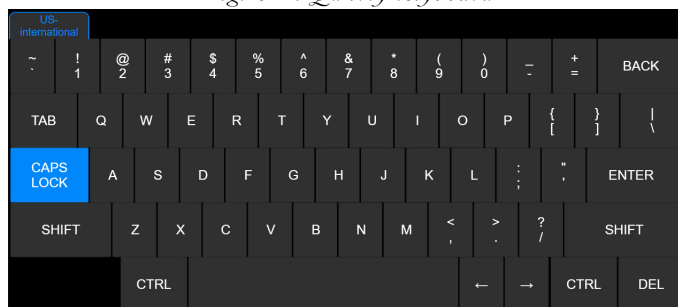 US-
international
~ ! @ # $ % ^ & * ( ) _ +
` 1 2 3 4 5 6 7 8 9 0 - = BACK
TAB Q W E R T Y U I O P { [ } ] | \
CAPS LOCK A S D F G H J K L : ; " ' ENTER
SHIFT Z X C V B N M < , > . ? / SHIFT
CTRL ← → CTRL DEL